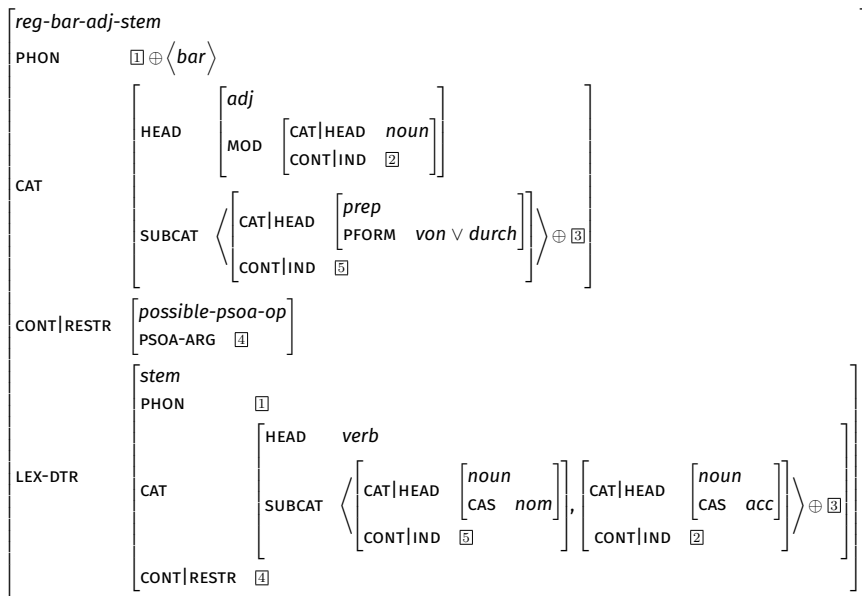 reg-bar-adj-stem
PHON 1 ⊕ ⟨bar⟩
CAT
HEAD
adj
MOD
CAT|HEAD noun
CONT|IND 2
SUBCAT ⟨
CAT|HEAD
prep
PFORM von ∨ durch
CONT|IND 5
⟩ ⊕ 3
CONT|RESTR
possible-psoa-op
PSOA-ARG 4
LEX-DTR
stem
PHON 1
CAT
HEAD verb
SUBCAT ⟨
CAT|HEAD
noun
CAS nom
CONT|IND 5
,
CAT|HEAD
noun
CAS acc
CONT|IND 2
⟩ ⊕ 3
CONT|RESTR 4